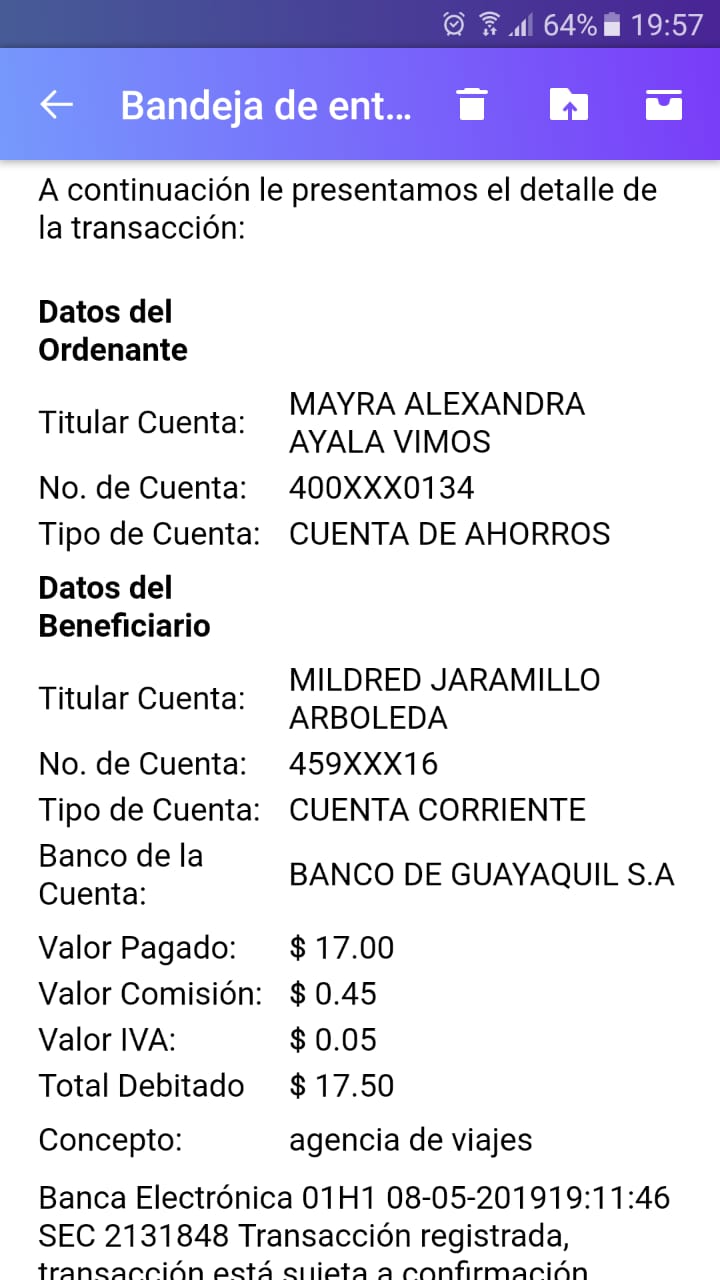 64% 19:57
Bandeja de ent...
A continuación le presentamos el detalle de
la transacción:
Datos del
Ordenante
Titular Cuenta: MAYRA ALEXANDRA
AYALA VIMOS
No. de Cuenta: 400XXX0134
Tipo de Cuenta: CUENTA DE AHORROS
Datos del
Beneficiario
Titular Cuenta: MILDRED JARAMILLO
ARBOLEDA
No. de Cuenta: 459XXX16
Tipo de Cuenta: CUENTA CORRIENTE
Banco de la
Cuenta: BANCO DE GUAYAQUIL S.A
Valor Pagado: $ 17.00
Valor Comisión: $ 0.45
Valor IVA: $ 0.05
Total Debitado $ 17.50
Concepto: agencia de viajes
Banca Electrónica 01H1 08-05-201919:11:46
SEC 2131848 Transacción registrada,
transacción está sujeta a confirmación